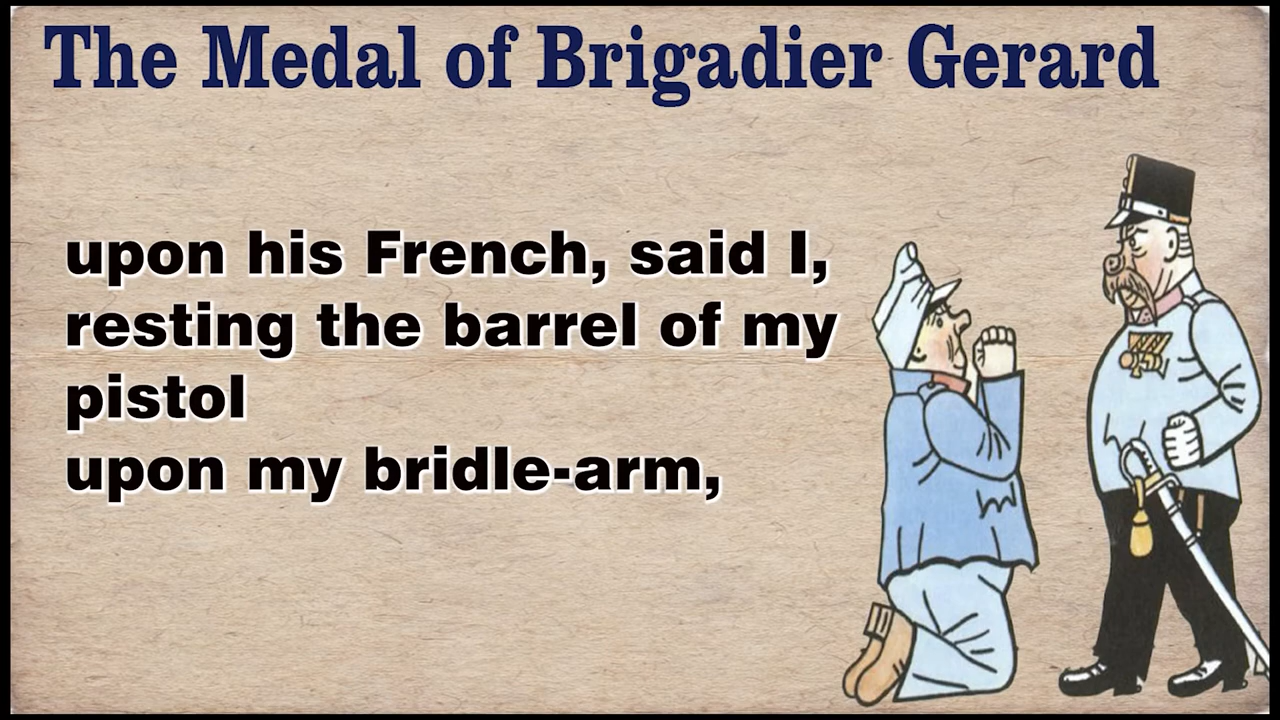 The Medal of Brigadier Gerard
upon his French, said I,
resting the barrel of my
pistol
upon my bridle-arm,